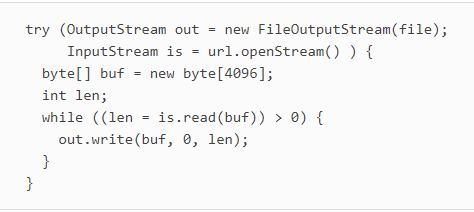 try (OutputStream out = new FileOutputStream(file);
     InputStream is = url.openStream() ) {
  byte[] buf = new byte[4096];
  int len;
  while ((len = is.read(buf)) > 0) {
    out.write(buf, 0, len);
  }
}